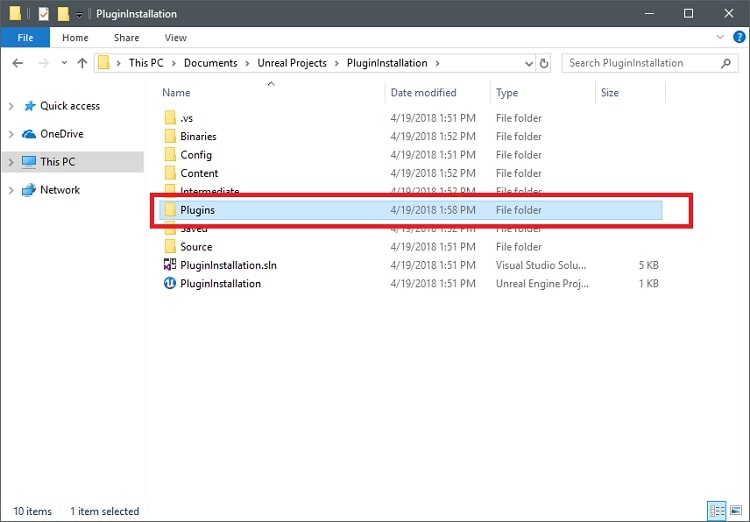 PluginInstallation
File Home Share View
This PC Documents Unreal Projects PluginInstallation Search PluginInstallation
Name Date modified Type Size
Quick access
OneDrive
This PC
Network
.vs 4/19/2018 1:51 PM File folder
Binaries 4/19/2018 1:52 PM File folder
Config 4/19/2018 1:51 PM File folder
Content 4/19/2018 1:52 PM File folder
Intermediate 4/19/2018 1:52 PM File folder
Plugins 4/19/2018 1:58 PM File folder
Saved 4/19/2018 1:52 PM File folder
Source 4/19/2018 1:51 PM File folder
PluginInstallation.sln 4/19/2018 1:51 PM Visual Studio Solu... 5 KB
PluginInstallation 4/19/2018 1:51 PM Unreal Engine Proj... 1 KB
10 items 1 item selected